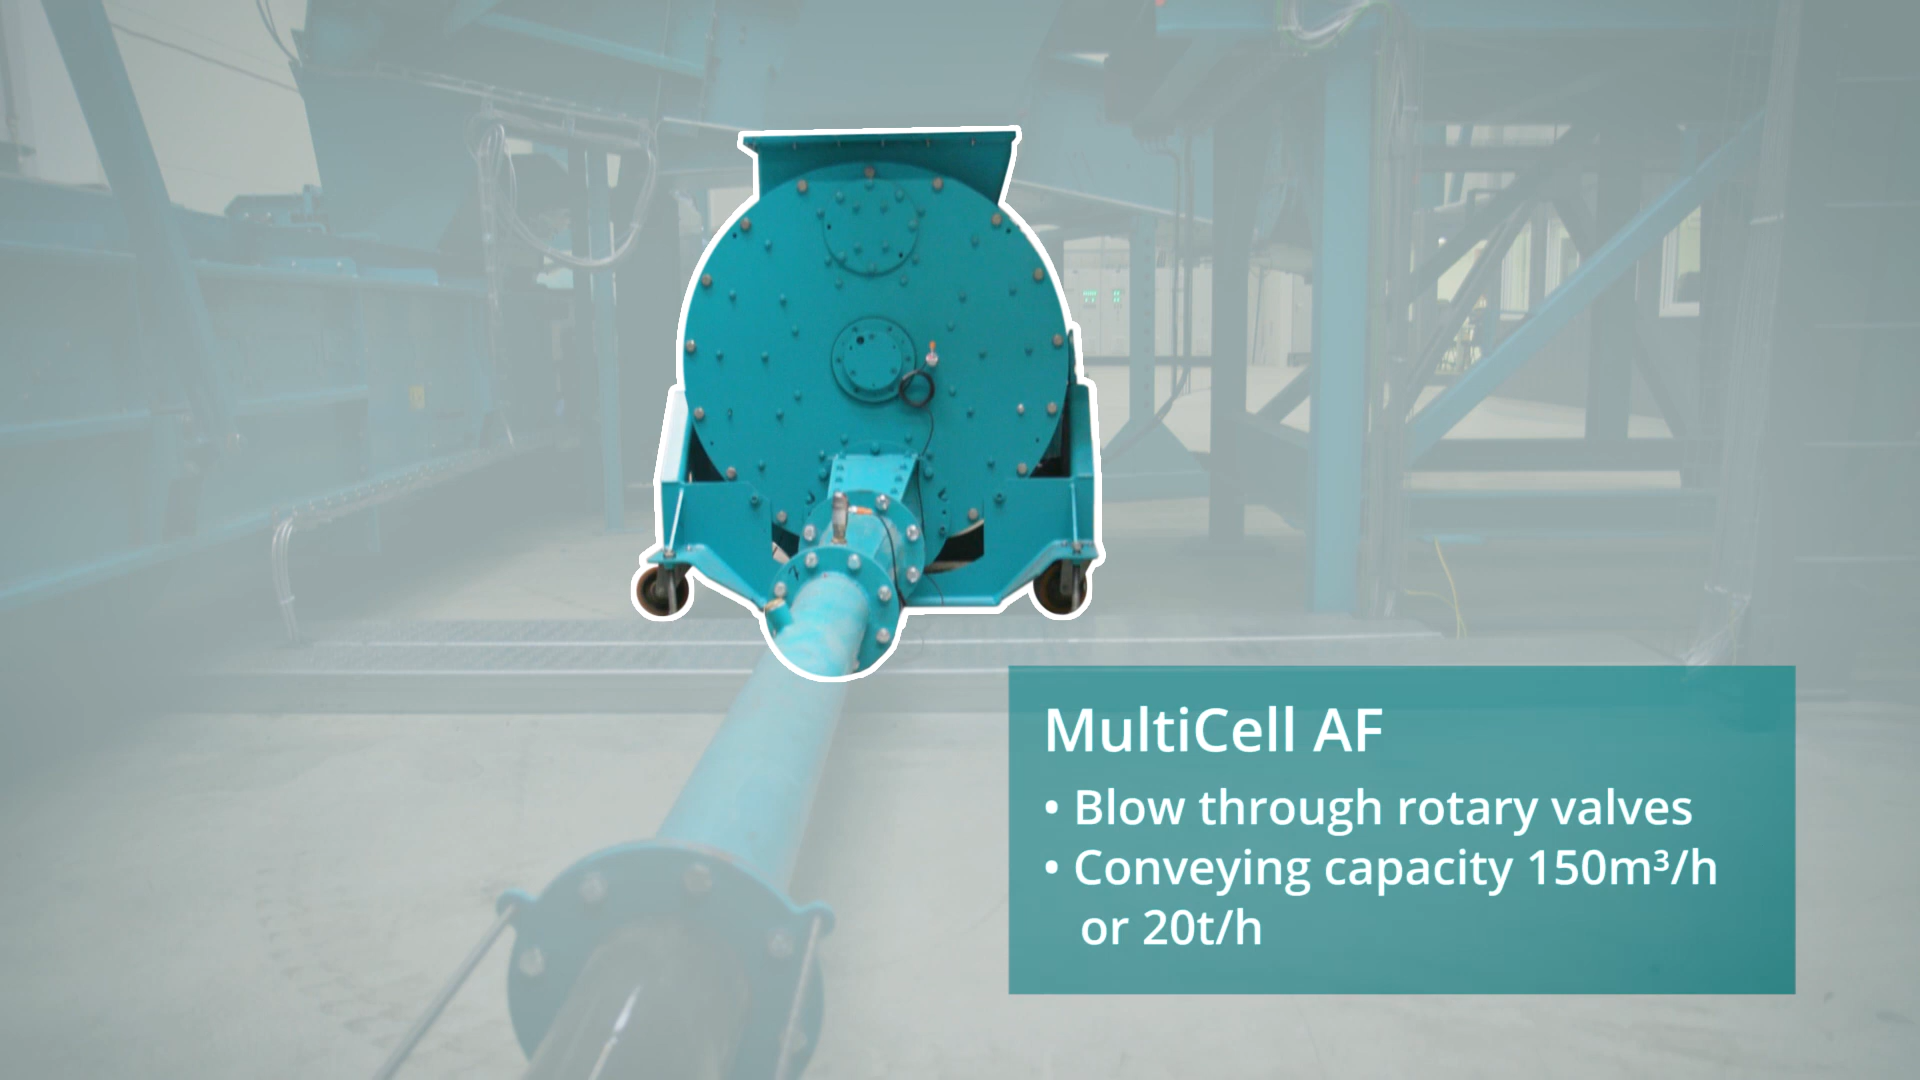 MultiCell AF
• Blow through rotary valves
• Conveying capacity 150m³/h
or 20t/h